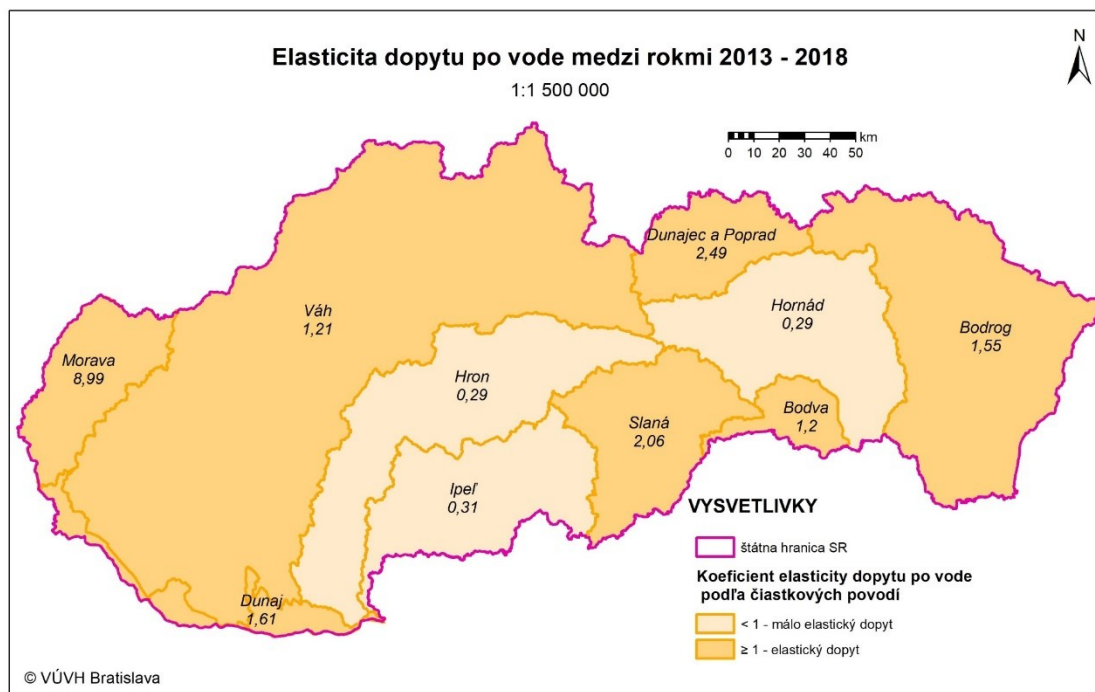 Elasticita dopytu po vode medzi rokmi 2013 - 2018
1:1 500 000
N
km
0 10 20 30 40 50
Dunajec a Poprad
2,49
Váh
1,21
Hornád
0,29
Bodrog
1,55
Morava
8,99
Hron
0,29
Slaná
2,06
Bodva
1,2
Ipeľ
0,31
Dunaj
1,61
VYSVETLIVKY
štátna hranica SR
Koeficient elasticity dopytu po vode
podľa čiastkových povodí
< 1 - málo elastický dopyt
≥ 1 - elastický dopyt
© VÚVH Bratislava